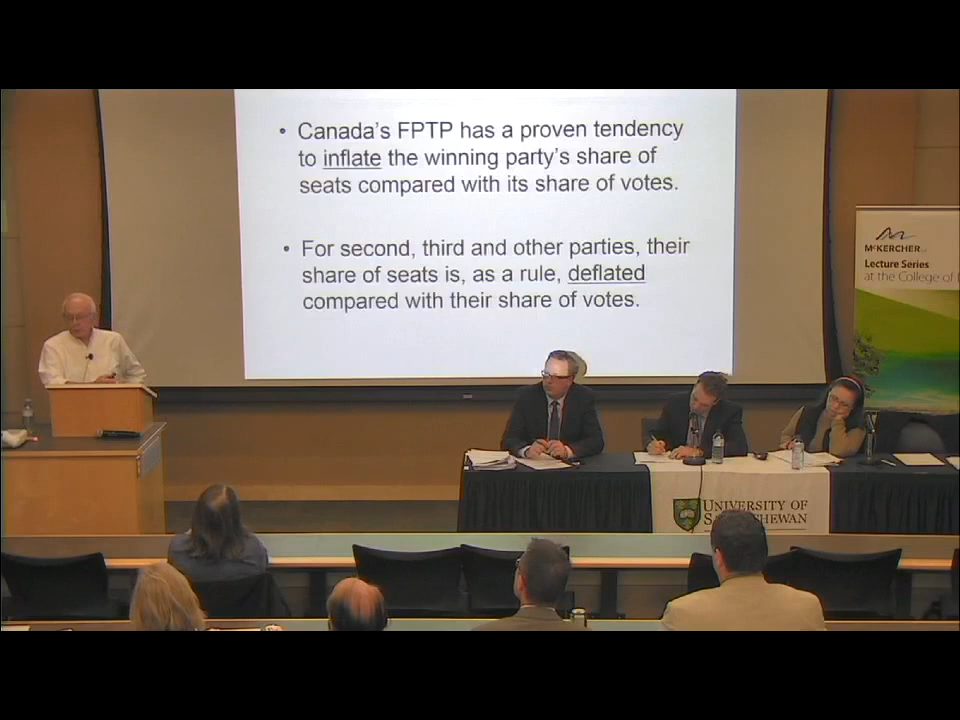 • Canada's FPTP has a proven tendency
to inflate the winning party's share of
seats compared with its share of votes.
• For second, third and other parties, their
share of seats is, as a rule, deflated
compared with their share of votes.
MCKERCHER
Lecture Series
at the College of
UNIVERSITY OF